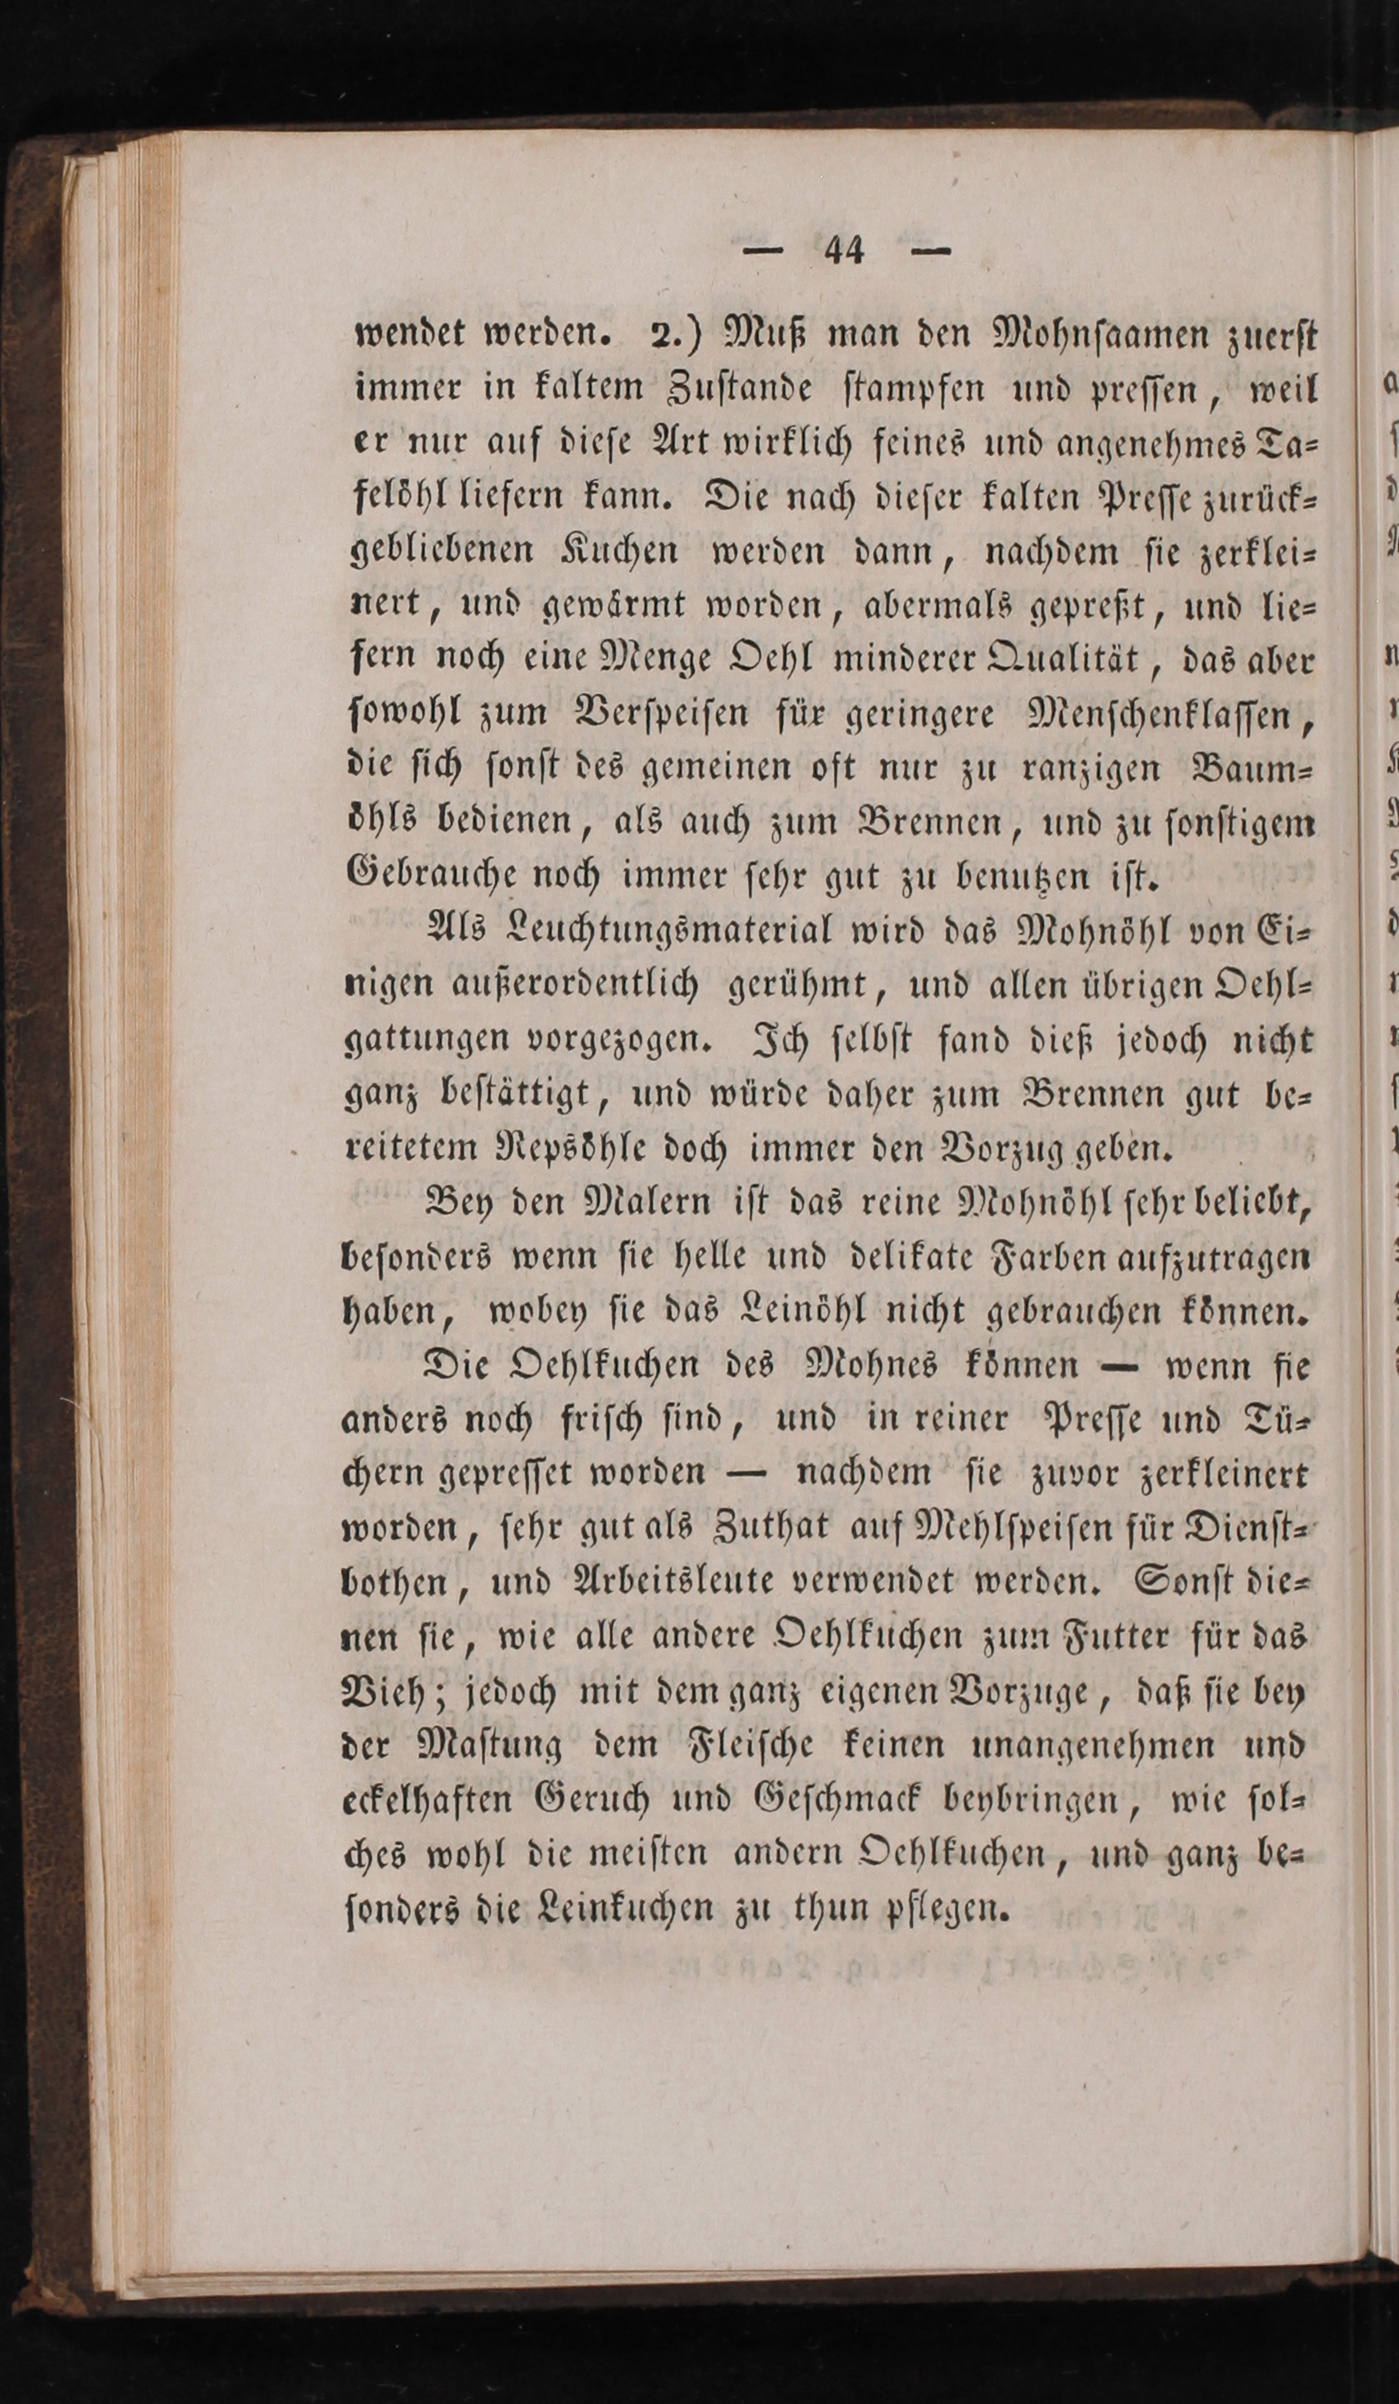 — 44 —
wendet werden. 2.) Muß man den Mohnsaamen zuerst
immer in kaltem Zustande stampfen und pressen, weil
er nur auf diese Art wirklich feines und angenehmes Ta=
felöhl liefern kann. Die nach dieser kalten Presse zurück=
gebliebenen Kuchen werden dann, nachdem sie zerklei=
nert, und gewärmt worden, abermals gepreßt, und lie=
fern noch eine Menge Oehl minderer Qualität, das aber
sowohl zum Verspeisen für geringere Menschenklassen,
die sich sonst des gemeinen oft nur zu ranzigen Baum=
öhls bedienen, als auch zum Brennen, und zu sonstigem
Gebrauche noch immer sehr gut zu benutzen ist.
Als Leuchtungsmaterial wird das Mohnöhl von Ei=
nigen außerordentlich gerühmt, und allen übrigen Oehl=
gattungen vorgezogen. Ich selbst fand dieß jedoch nicht
ganz bestättigt, und würde daher zum Brennen gut be=
reitetem Repsöhle doch immer den Vorzug geben.
Bey den Malern ist das reine Mohnöhl sehr beliebt,
besonders wenn sie helle und delikate Farben aufzutragen
haben, wobey sie das Leinöhl nicht gebrauchen können.
Die Oehlkuchen des Mohnes können — wenn sie
anders noch frisch sind, und in reiner Presse und Tü=
chern gepresset worden — nachdem sie zuvor zerkleinert
worden, sehr gut als Zuthat auf Mehlspeisen für Dienst=
bothen, und Arbeitsleute verwendet werden. Sonst die=
nen sie, wie alle andere Oehlkuchen zum Futter für das
Vieh; jedoch mit dem ganz eigenen Vorzuge, daß sie bey
der Mastung dem Fleische keinen unangenehmen und
eckelhaften Geruch und Geschmack beybringen, wie sol=
ches wohl die meisten andern Oehlkuchen, und ganz be=
sonders die Leinkuchen zu thun pflegen.